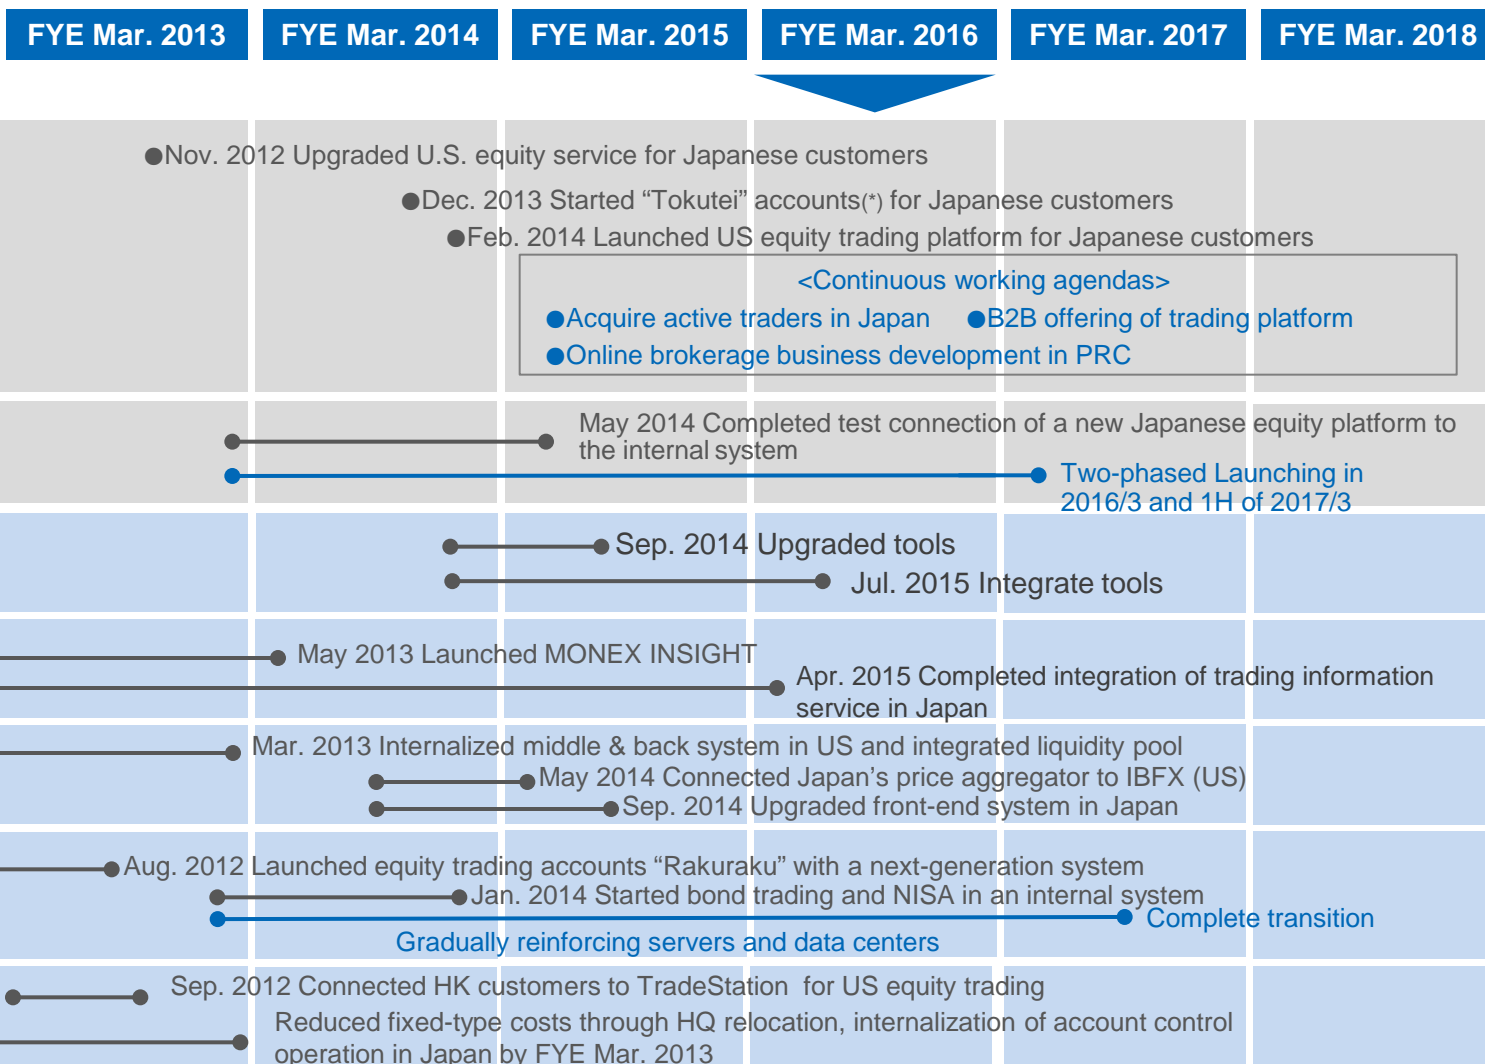 FYE Mar. 2013 FYE Mar. 2014 FYE Mar. 2015 FYE Mar. 2016 FYE Mar. 2017 FYE Mar. 2018
●Nov. 2012 Upgraded U.S. equity service for Japanese customers
●Dec. 2013 Started “Tokutei” accounts(*) for Japanese customers
●Feb. 2014 Launched US equity trading platform for Japanese customers
<Continuous working agendas>
●Acquire active traders in Japan ●B2B offering of trading platform
●Online brokerage business development in PRC
May 2014 Completed test connection of a new Japanese equity platform to
the internal system
Two-phased Launching in
2016/3 and 1H of 2017/3
Sep. 2014 Upgraded tools
Jul. 2015 Integrate tools
May 2013 Launched MONEX INSIGHT
Apr. 2015 Completed integration of trading information
service in Japan
Mar. 2013 Internalized middle & back system in US and integrated liquidity pool
May 2014 Connected Japan’s price aggregator to IBFX (US)
Sep. 2014 Upgraded front-end system in Japan
Aug. 2012 Launched equity trading accounts “Rakuraku” with a next-generation system
Jan. 2014 Started bond trading and NISA in an internal system
Complete transition
Gradually reinforcing servers and data centers
Sep. 2012 Connected HK customers to TradeStation for US equity trading
Reduced fixed-type costs through HQ relocation, internalization of account control
operation in Japan by FYE Mar. 2013